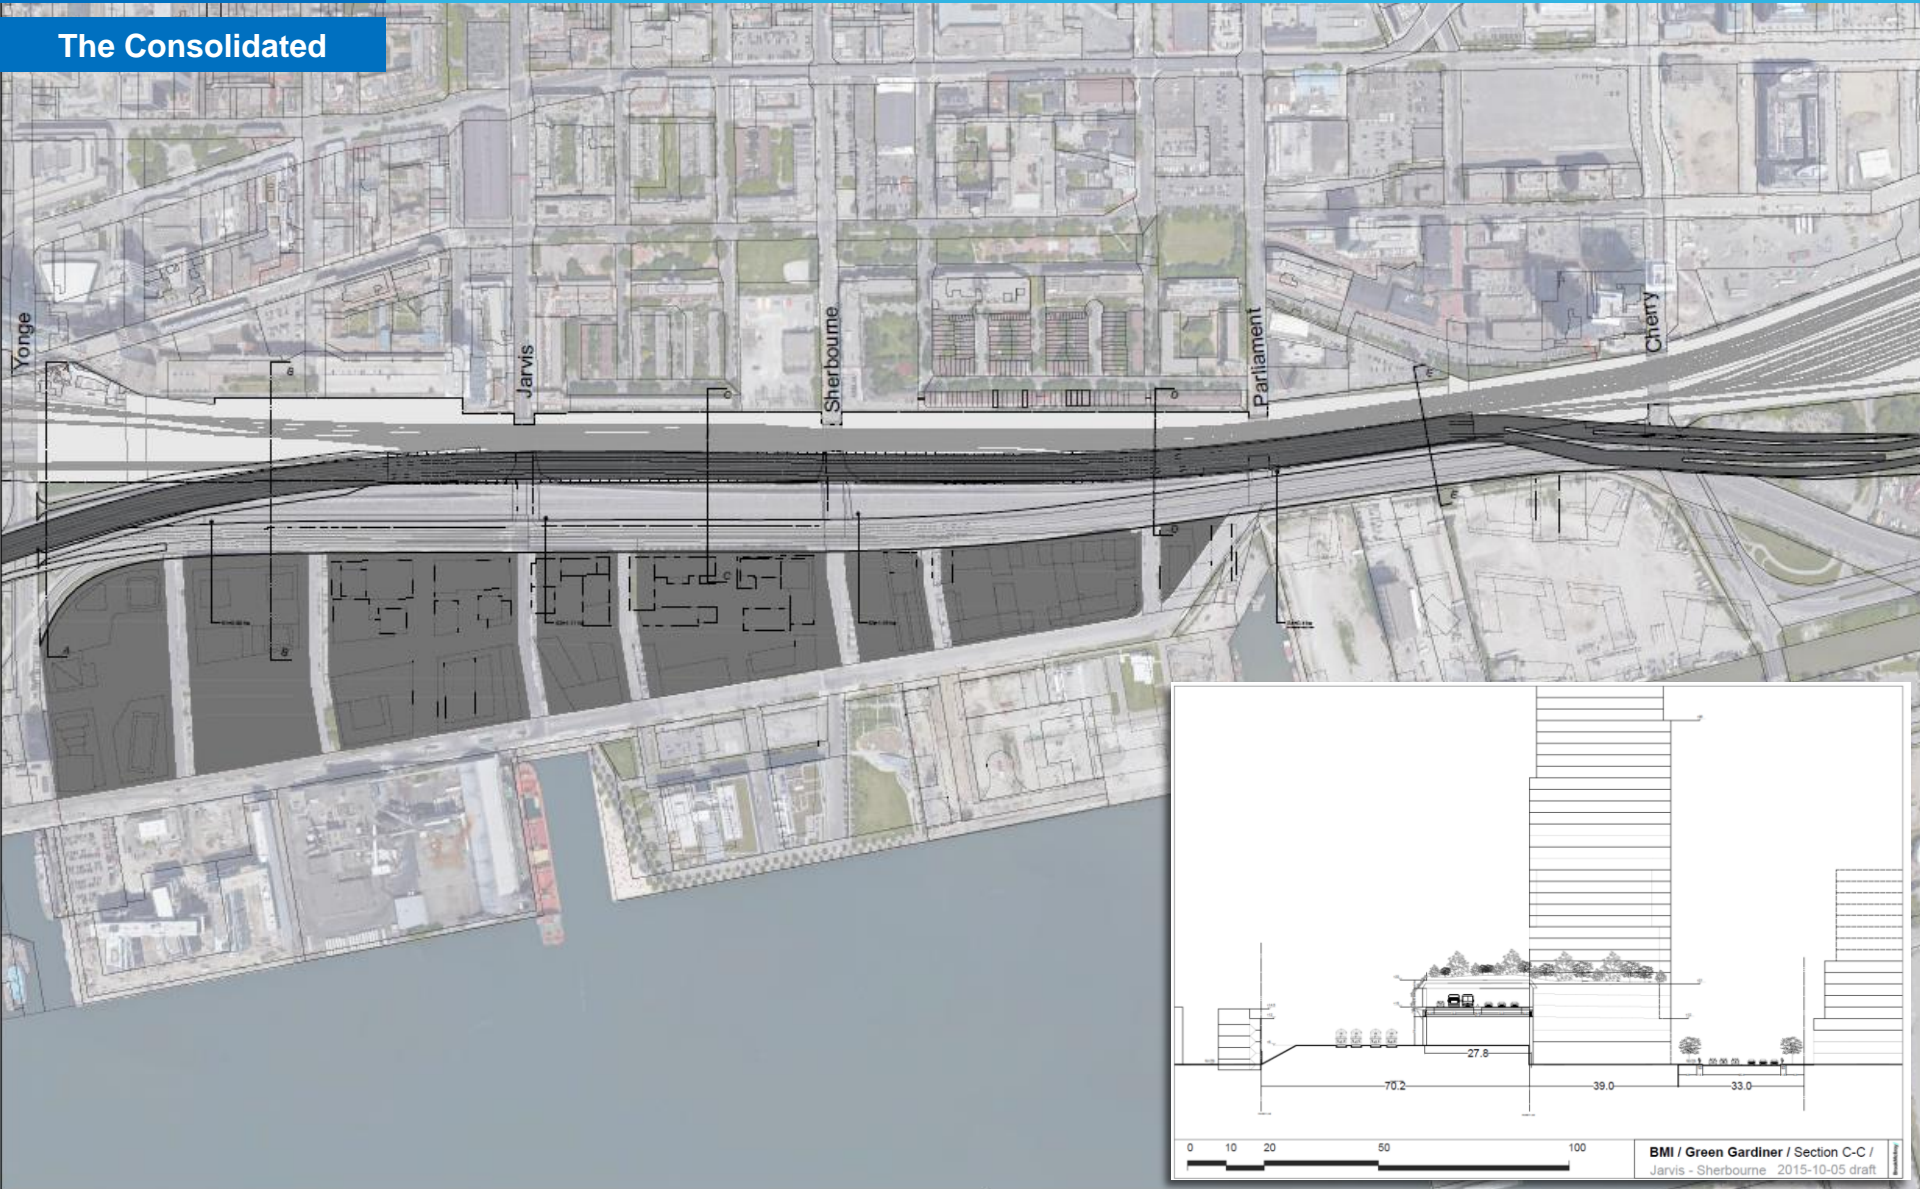 The Consolidated
Yonge
Jarvis
Sherbourne
Parliament
Cherry
B
C
D
E
A
B
C
D
E
27.8
70.2
39.0
33.0
0 10 20 50 100
BMI / Green Gardiner / Section C-C /
Jarvis - Sherbourne 2015-10-05 draft